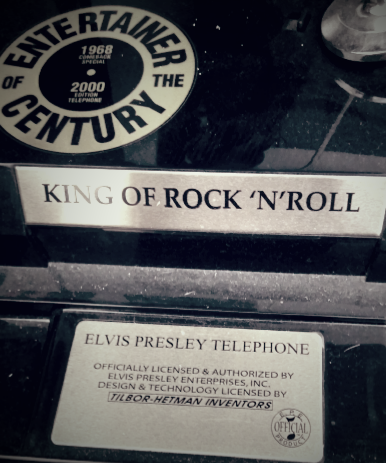 ENTERTAINER
OF THE
CENTURY
1968
COMEBACK
SPECIAL
2000
EDITION
TELEPHONE
KING OF ROCK 'N'ROLL
ELVIS PRESLEY TELEPHONE
OFFICIALLY LICENSED & AUTHORIZED BY
ELVIS PRESLEY ENTERPRISES, INC.
DESIGN & TECHNOLOGY LICENSED BY
TILBOR-HETMAN INVENTORS
OFFICIAL
PRODUCT